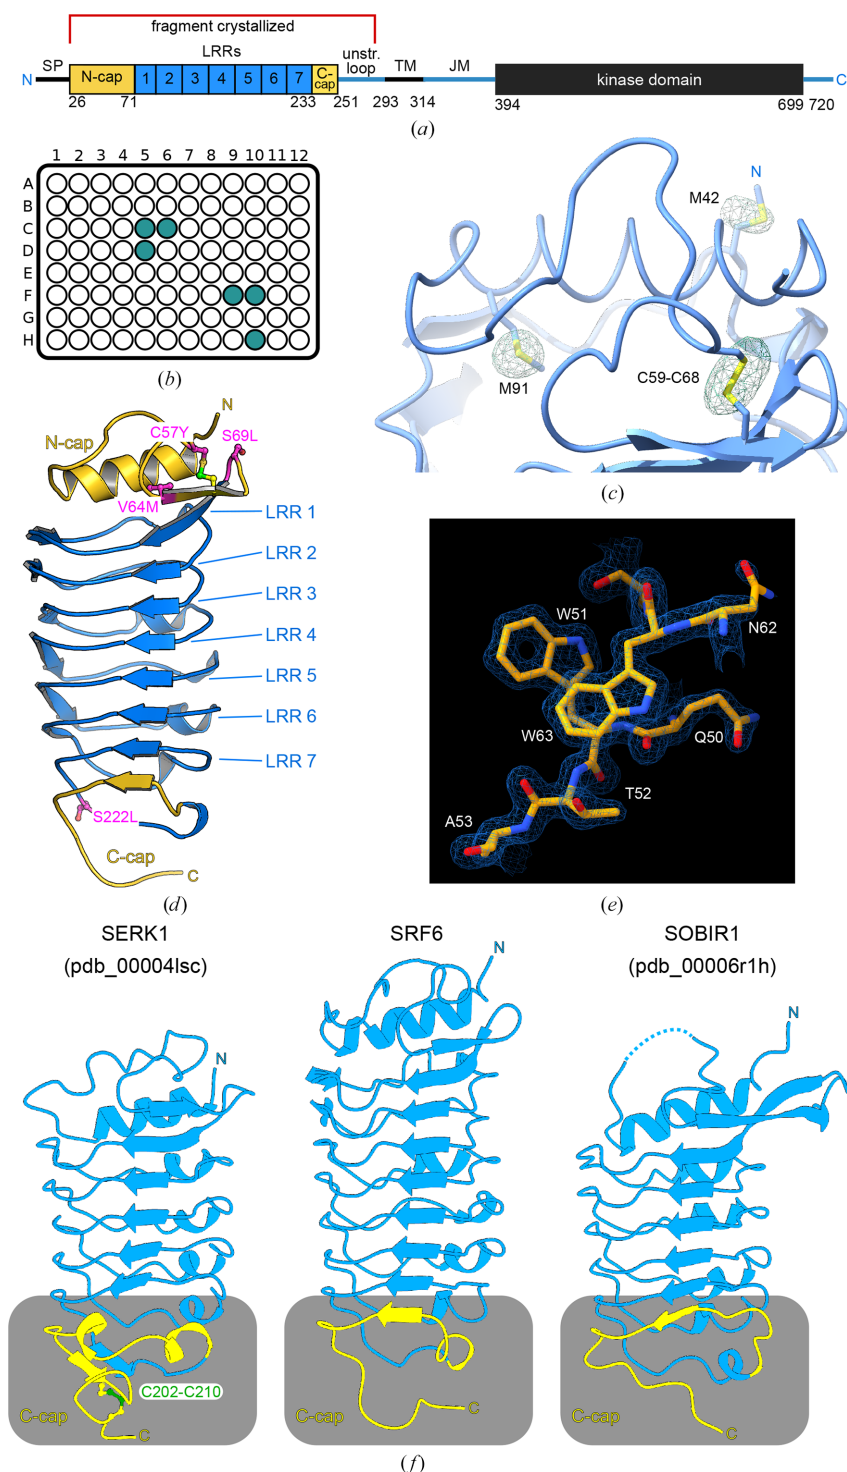 fragment crystallized
LRRs
unstr.
loop
SP
TM
JM
N
N-cap
1 2 3 4 5 6 7
C-
cap
kinase domain
C
26 71 233 251 293 314 394 699 720
(a)
1 2 3 4 5 6 7 8 9 10 11 12
A
B
C
D
E
F
G
H
(b)
N
M42
M91
C59-C68
(c)
N
N-cap
C57Y
S69L
V64M
LRR 1
LRR 2
LRR 3
LRR 4
LRR 5
LRR 6
LRR 7
S222L
C-cap
C
(d)
W51
N62
W63
Q50
T52
A53
(e)
SERK1
(pdb_00004lsc)
SRF6
SOBIR1
(pdb_00006r1h)
N
N
N
C202-C210
C-cap
C
C-cap
C
C-cap
C
(f)